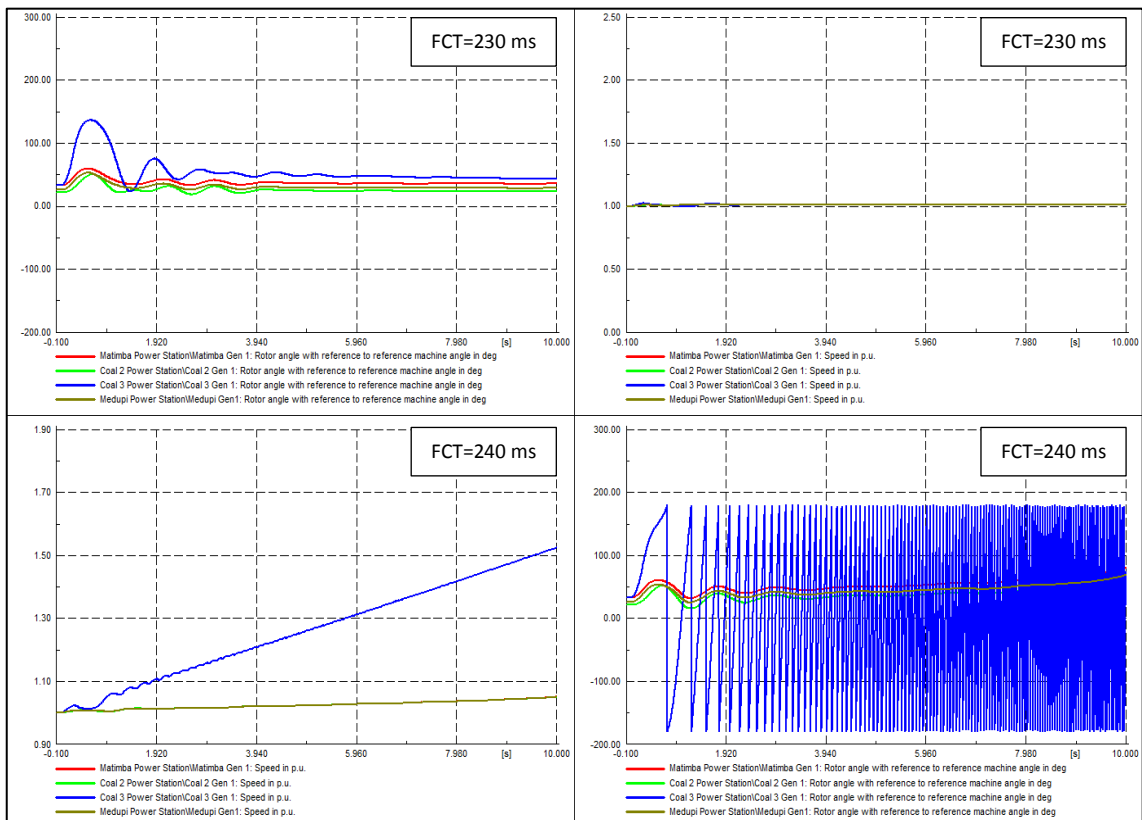 300.00
200.00
100.00
0.00
-100.00
-200.00
-0.100 1.920 3.940 5.960 7.980 [s] 10.000
FCT=230 ms
Matimba Power Station\Matimba Gen 1: Rotor angle with reference to reference machine angle in deg
Coal 2 Power Station\Coal 2 Gen 1: Rotor angle with reference to reference machine angle in deg
Coal 3 Power Station\Coal 3 Gen 1: Rotor angle with reference to reference machine angle in deg
Medupi Power Station\Medupi Gen1: Rotor angle with reference to reference machine angle in deg
2.50
2.00
1.50
1.00
0.50
0.00
-0.100 1.920 3.940 5.960 7.980 [s] 10.000
FCT=230 ms
Matimba Power Station\Matimba Gen 1: Speed in p.u.
Coal 2 Power Station\Coal 2 Gen 1: Speed in p.u.
Coal 3 Power Station\Coal 3 Gen 1: Speed in p.u.
Medupi Power Station\Medupi Gen1: Speed in p.u.
1.90
1.70
1.50
1.30
1.10
0.90
-0.100 1.920 3.940 5.960 7.980 [s] 10.000
FCT=240 ms
Matimba Power Station\Matimba Gen 1: Speed in p.u.
Coal 2 Power Station\Coal 2 Gen 1: Speed in p.u.
Coal 3 Power Station\Coal 3 Gen 1: Speed in p.u.
Medupi Power Station\Medupi Gen1: Speed in p.u.
300.00
200.00
100.00
0.00
-100.00
-200.00
-0.100 1.920 3.940 5.960 7.980 [s] 10.000
FCT=240 ms
Matimba Power Station\Matimba Gen 1: Rotor angle with reference to reference machine angle in deg
Coal 2 Power Station\Coal 2 Gen 1: Rotor angle with reference to reference machine angle in deg
Coal 3 Power Station\Coal 3 Gen 1: Rotor angle with reference to reference machine angle in deg
Medupi Power Station\Medupi Gen1: Rotor angle with reference to reference machine angle in deg